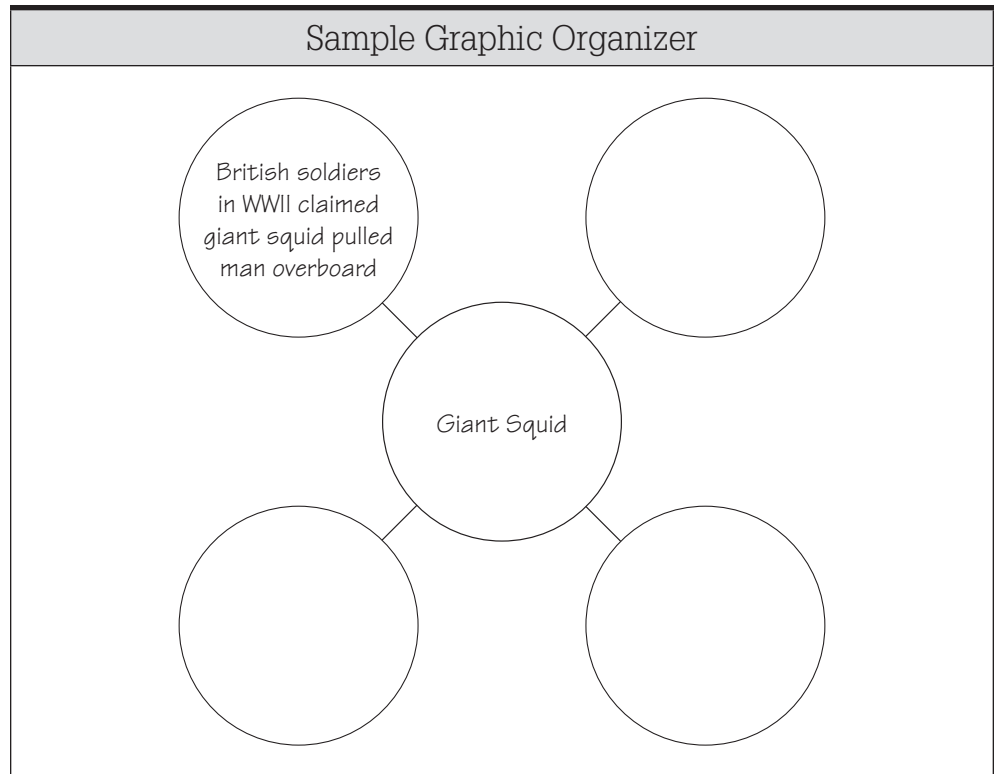 Sample Graphic Organizer
British soldiers
in WWII claimed
giant squid pulled
man overboard
Giant Squid